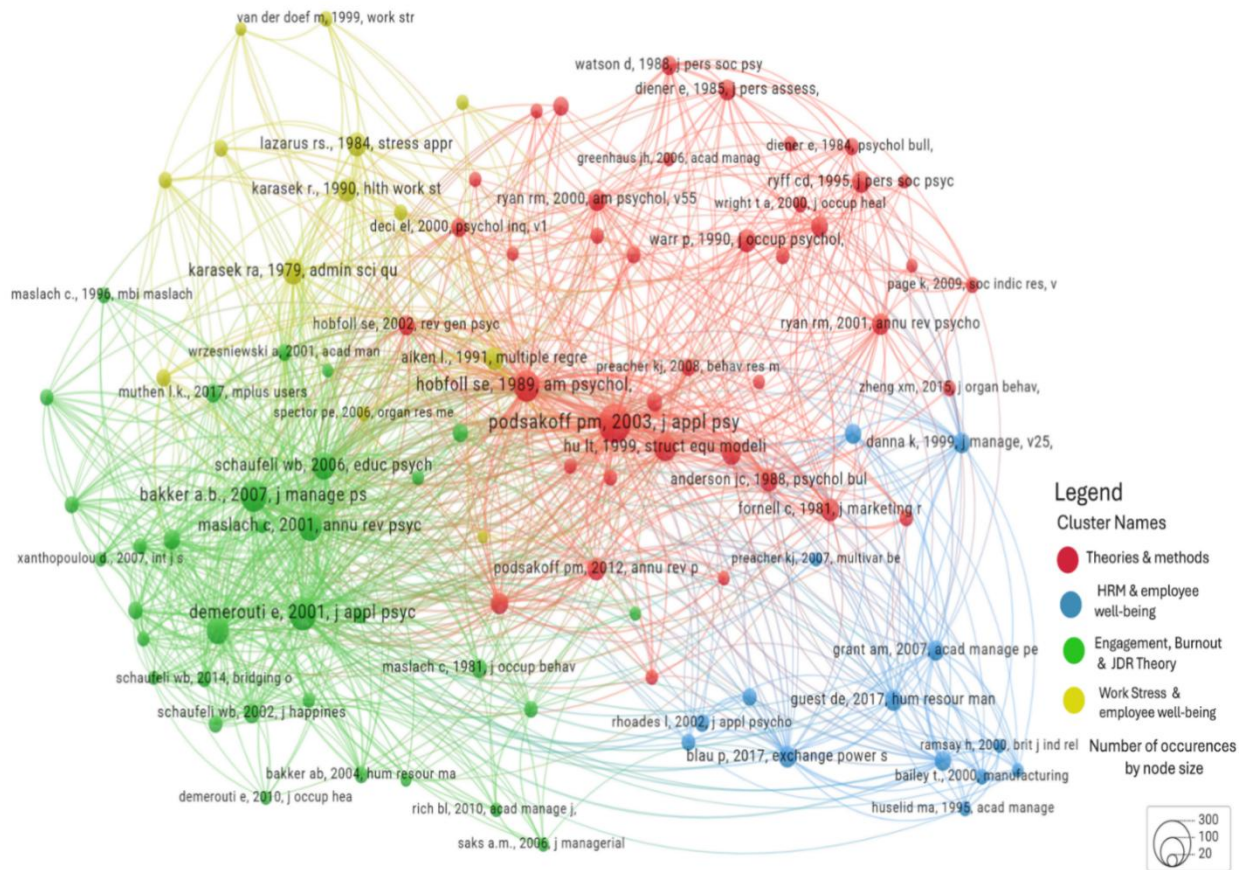 van der doef m, 1999, work str
watson d, 1988, j pers soc psy
diener e, 1985, j pers assess,
lazarus rs., 1984, stress appr
diener e, 1984, psychol bull,
greenhaus jh, 2006, acad manag
karasek r., 1990, hlth work st
ryff cd, 1995, j pers soc psyc
ryan rm, 2000, am psychol, v55
wright t a, 2000, j occup heal
deci el, 2000, psychol inq, v1
warr p, 1990, j occup psychol,
karasek ra, 1979, admin sci qu
page k, 2009, soc indic res, v
maslach c., 1996, mbi maslach
hobfoll se, 2002, rev gen psyc
ryan rm, 2001, annu rev psycho
wrzesniewski a, 2001, acad man
aiken l., 1991, multiple regre
preacher kj, 2008, behav res m
hobfoll se, 1989, am psychol,
zheng xm, 2015, j organ behav,
muthen l.k., 2017, mplus users
spector pe, 2006, organ res me
podsakoff pm, 2003, j appl psy
danna k, 1999, j manage, v25,
hu lt, 1999, struct equ modeli
schaufeli wb, 2006, educ psych
anderson jc, 1988, psychol bul
bakker a.b., 2007, j manage ps
fornell c, 1981, j marketing r
maslach c, 2001, annu rev psyc
xanthopoulou d., 2007, int j s
preacher kj, 2007, multivar be
podsakoff pm, 2012, annu rev p
demerouti e, 2001, j appl psyc
grant am, 2007, acad manage pe
maslach c, 1981, j occup behav
schaufeli wb, 2014, bridging o
guest de, 2017, hum resour man
schaufeli wb, 2002, j happines
rhoades l, 2002, j appl psycho
ramsay h, 2000, brit j ind rel
blau p, 2017, exchange power s
bakker ab, 2004, hum resour ma
bailey t., 2000, manufacturing
demerouti e, 2010, j occup hea
rich bl, 2010, acad manage j,
huselid ma, 1995, acad manage
saks a.m., 2006, j managerial
Legend
Cluster Names
Theories & methods
HRM & employee
well-being
Engagement, Burnout
& JDR Theory
Work Stress &
employee well-being
Number of occurences
by node size
300
100
20